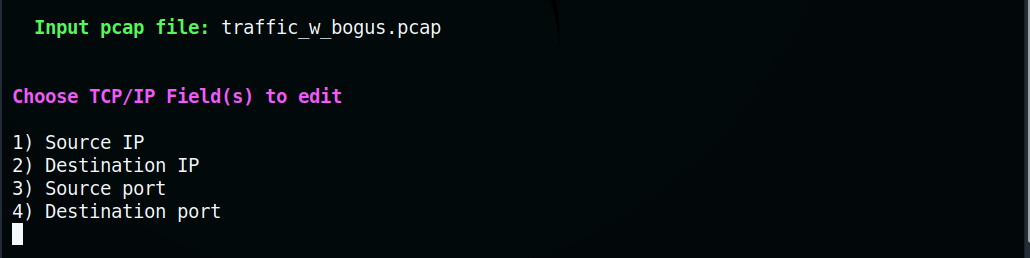 Input pcap file: traffic_w_bogus.pcap
Choose TCP/IP Field(s) to edit
1) Source IP
2) Destination IP
3) Source port
4) Destination port